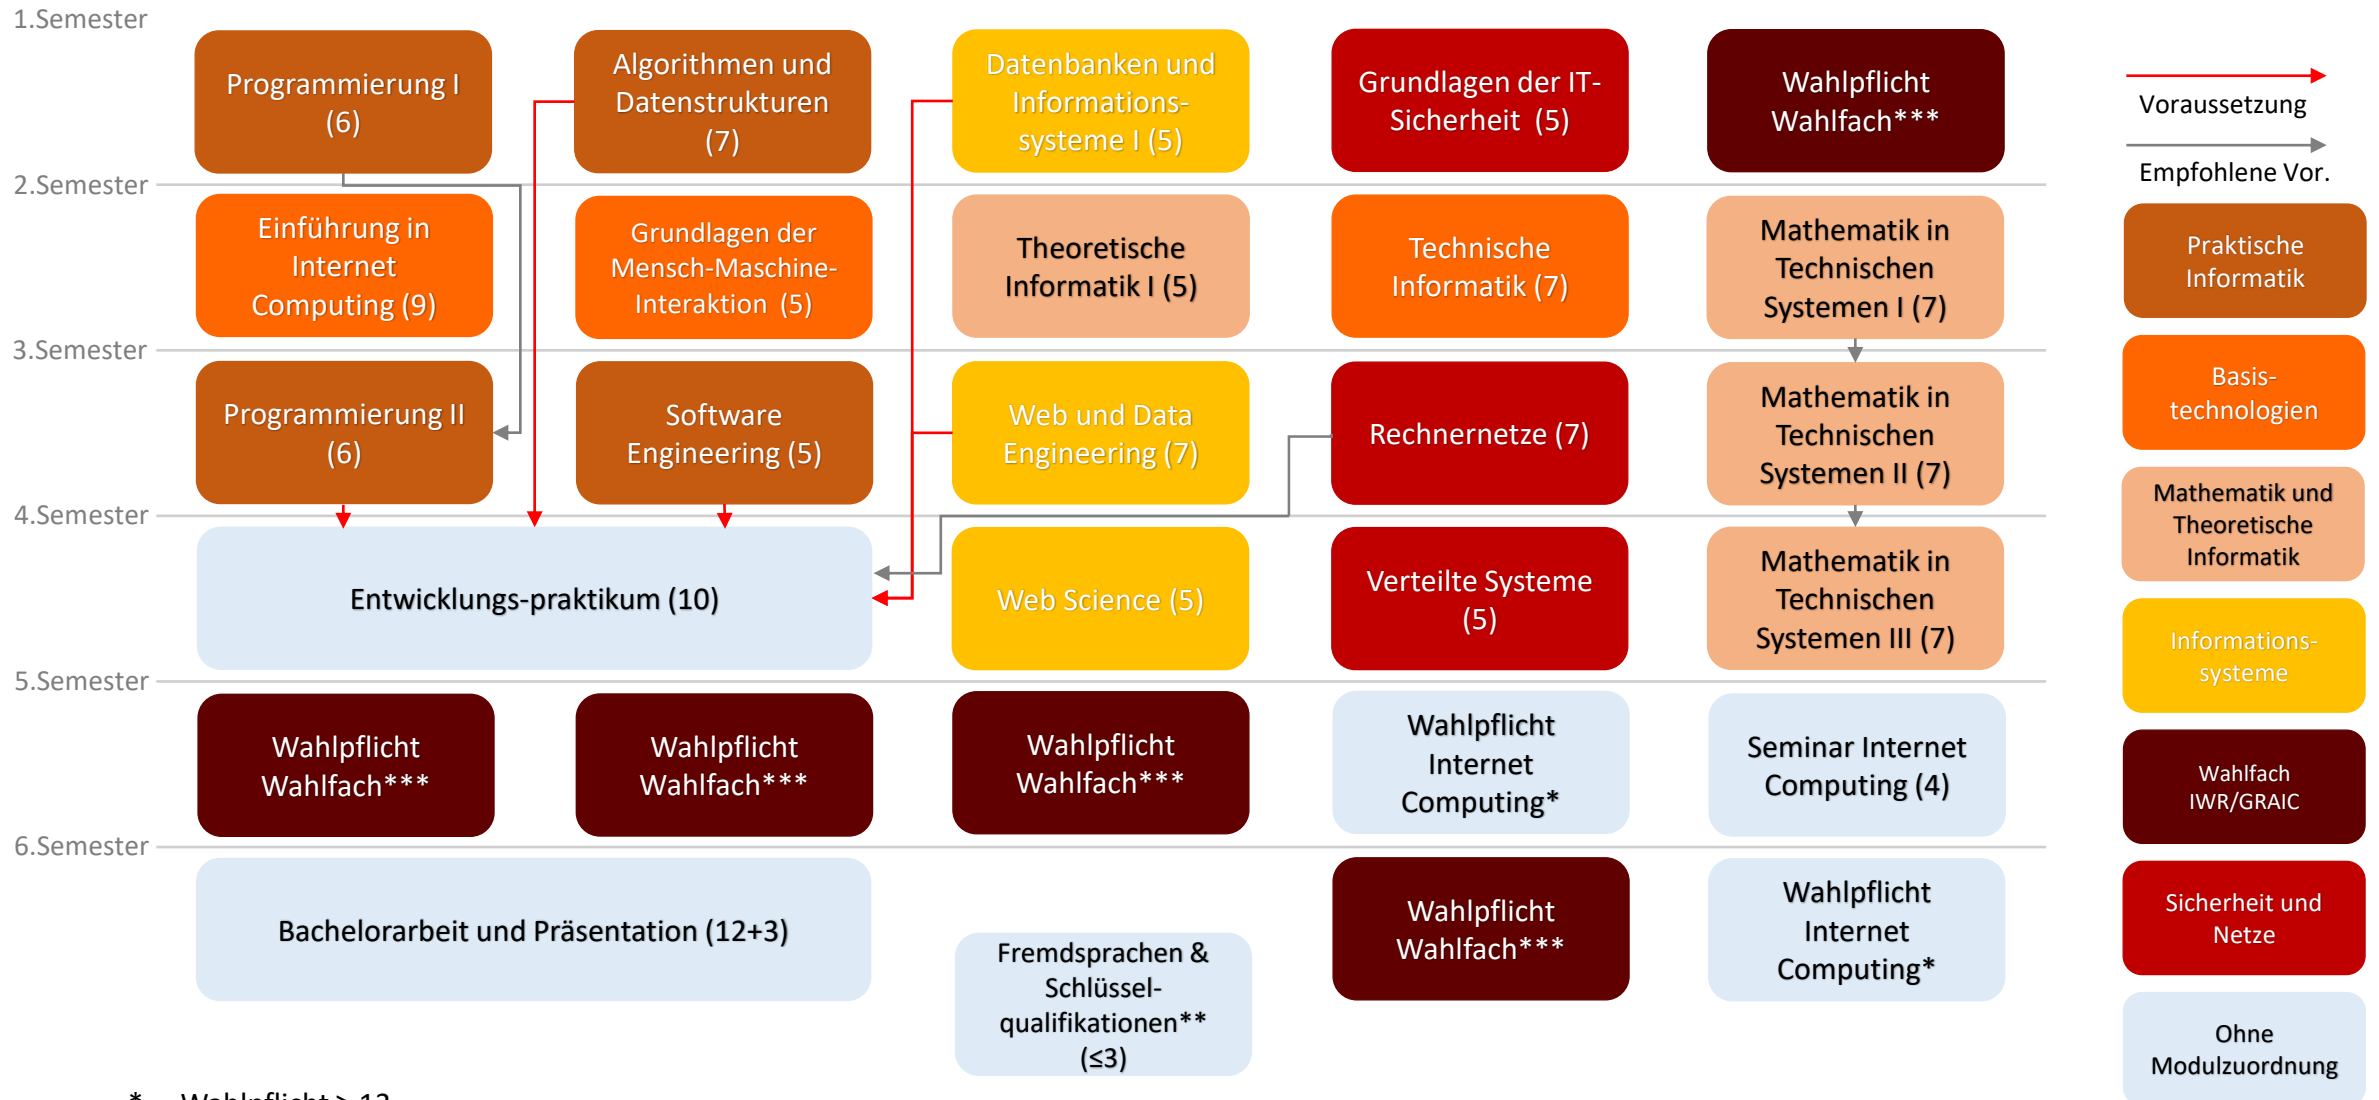 1.Semester
Programmierung I
(6)
Algorithmen und
Datenstrukturen
(7)
Datenbanken und
Informations-
systeme I (5)
Grundlagen der IT-
Sicherheit (5)
Wahlpflicht
Wahlfach***
2.Semester
Einführung in
Internet
Computing (9)
Grundlagen der
Mensch-Maschine-
Interaktion (5)
Theoretische
Informatik I (5)
Technische
Informatik (7)
Mathematik in
Technischen
Systemen I (7)
3.Semester
Programmierung II
(6)
Software
Engineering (5)
Web und Data
Engineering (7)
Rechnernetze (7)
Mathematik in
Technischen
Systemen II (7)
4.Semester
Entwicklungs-praktikum (10)
Web Science (5)
Verteilte Systeme
(5)
Mathematik in
Technischen
Systemen III (7)
5.Semester
Wahlpflicht
Wahlfach***
Wahlpflicht
Wahlfach***
Wahlpflicht
Wahlfach***
Wahlpflicht
Internet
Computing*
Seminar Internet
Computing (4)
6.Semester
Bachelorarbeit und Präsentation (12+3)
Fremdsprachen &
Schlüssel-
qualifikationen**
(≤3)
Wahlpflicht
Wahlfach***
Wahlpflicht
Internet
Computing*
Voraussetzung
Empfohlene Vor.
Praktische
Informatik
Basis-
technologien
Mathematik und
Theoretische
Informatik
Informations-
systeme
Wahlfach
IWR/GRAIC
Sicherheit und
Netze
Ohne
Modulzuordnung
* Wahlpflicht